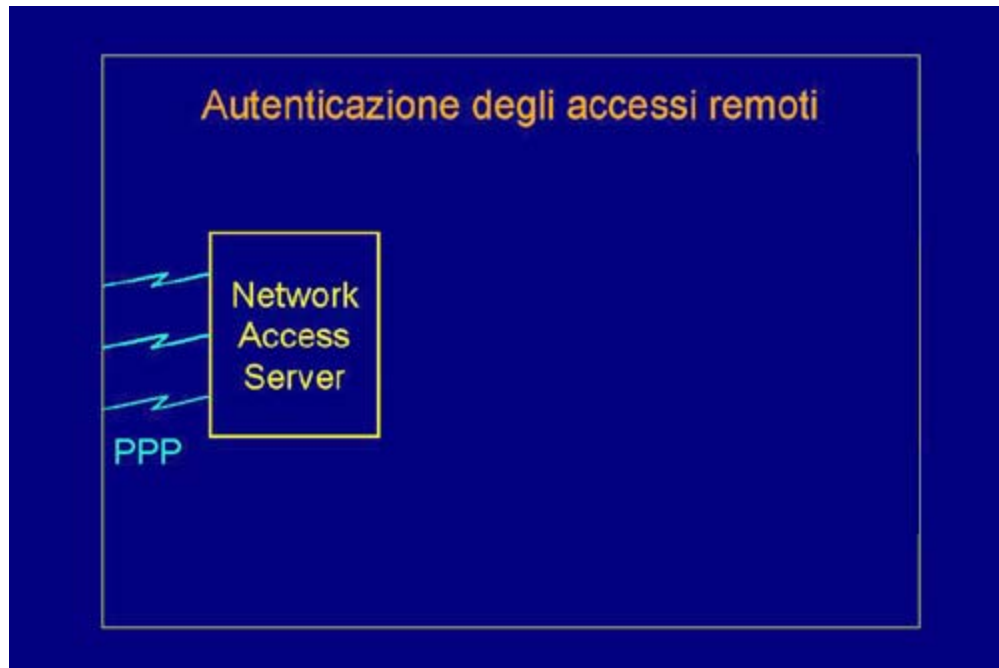 Autenticazione degli accessi remoti
Network
Access
Server
PPP